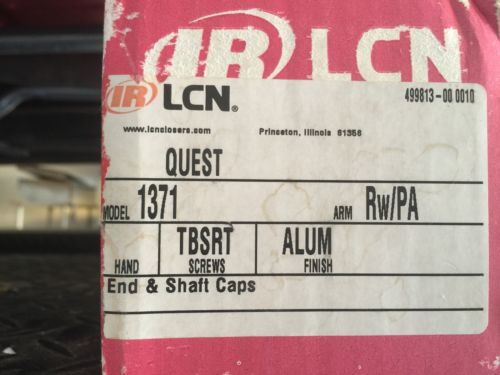 IR LCN
IR LCN®
499813-00 0010
www.lcnclosers.com Princeton, Illinois 61356
QUEST
MODEL 1371 ARM Rw/PA
TBSRT ALUM
HAND SCREWS FINISH
End & Shaft Caps